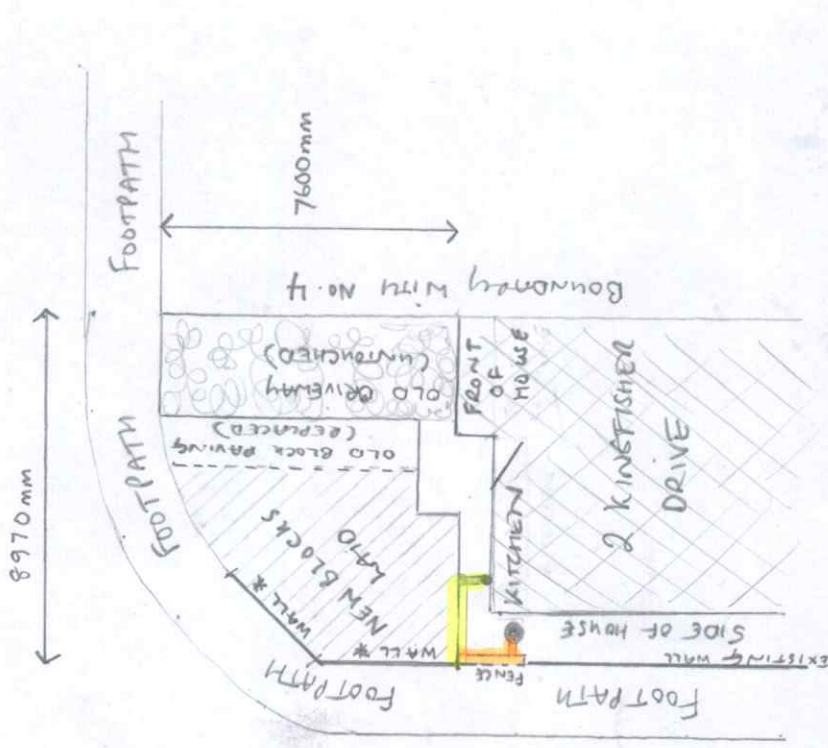 FOOTPATH
7600mm
BOUNDARY WITH NO. 4
8970mm
FOOTPATH
OLD DRIVEWAY
(UNTOUCHED)
FRONT
OF
HOUSE
OLD BLOCK PAVING
(REPLACED)
2 KINGFISHER
DRIVE
NEW BLOCKS
LAID
KITCHEN
WALL *
WALL *
SIDE OF HOUSE
EXISTING WALL
FENCE
FOOTPATH
FOOTPATH